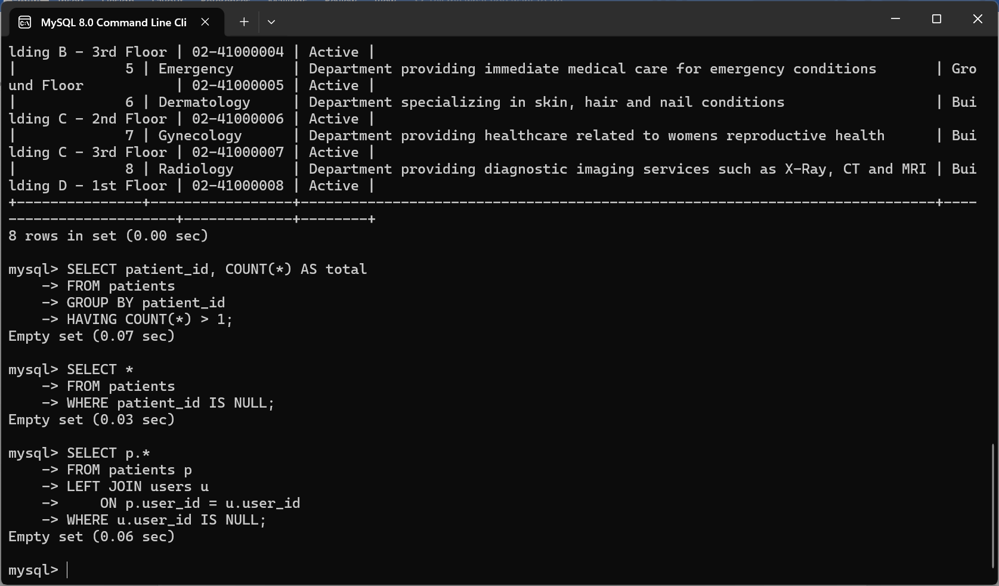 MySQL 8.0 Command Line Cli
lding B - 3rd Floor | 02-41000004 | Active |
|             5 | Emergency       | Department providing immediate medical care for emergency conditions       | Gro
und Floor           | 02-41000005 | Active |
|             6 | Dermatology     | Department specializing in skin, hair and nail conditions                  | Bui
lding C - 2nd Floor | 02-41000006 | Active |
|             7 | Gynecology      | Department providing healthcare related to womens reproductive health      | Bui
lding C - 3rd Floor | 02-41000007 | Active |
|             8 | Radiology       | Department providing diagnostic imaging services such as X-Ray, CT and MRI | Bui
lding D - 1st Floor | 02-41000008 | Active |
+---------------+-----------------+----------------------------------------------------------------------------+----
--------------------+-------------+--------+
8 rows in set (0.00 sec)
mysql> SELECT patient_id, COUNT(*) AS total
    -> FROM patients
    -> GROUP BY patient_id
    -> HAVING COUNT(*) > 1;
Empty set (0.07 sec)
mysql> SELECT *
    -> FROM patients
    -> WHERE patient_id IS NULL;
Empty set (0.03 sec)
mysql> SELECT p.*
    -> FROM patients p
    -> LEFT JOIN users u
    ->     ON p.user_id = u.user_id
    -> WHERE u.user_id IS NULL;
Empty set (0.06 sec)
mysql>